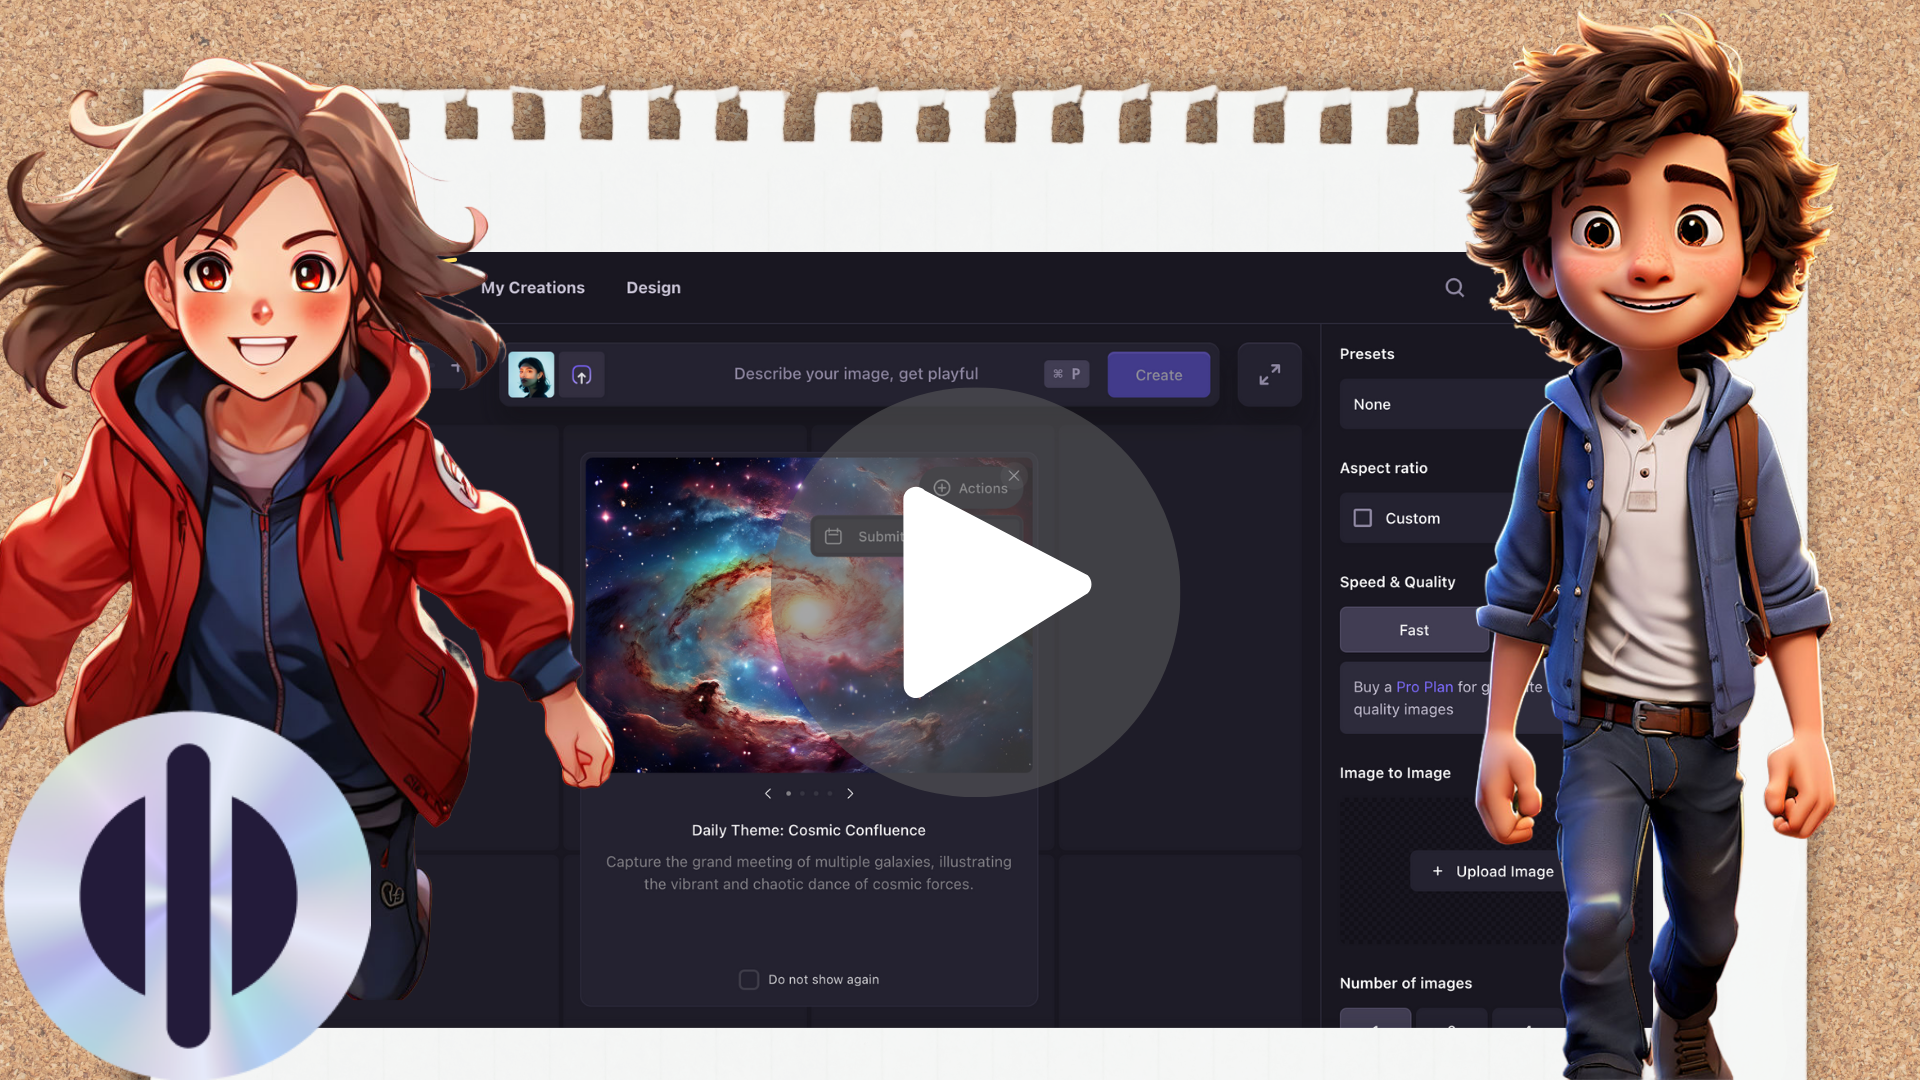 My Creations Design
Describe your image, get playful ⌘ P Create
Presets
None
Actions
Submit
Aspect ratio
Custom
Speed & Quality
Fast
Buy a Pro Plan for
quality images
Image to Image
Upload Image
Daily Theme: Cosmic Confluence
Capture the grand meeting of multiple galaxies, illustrating
the vibrant and chaotic dance of cosmic forces.
Do not show again
Number of images